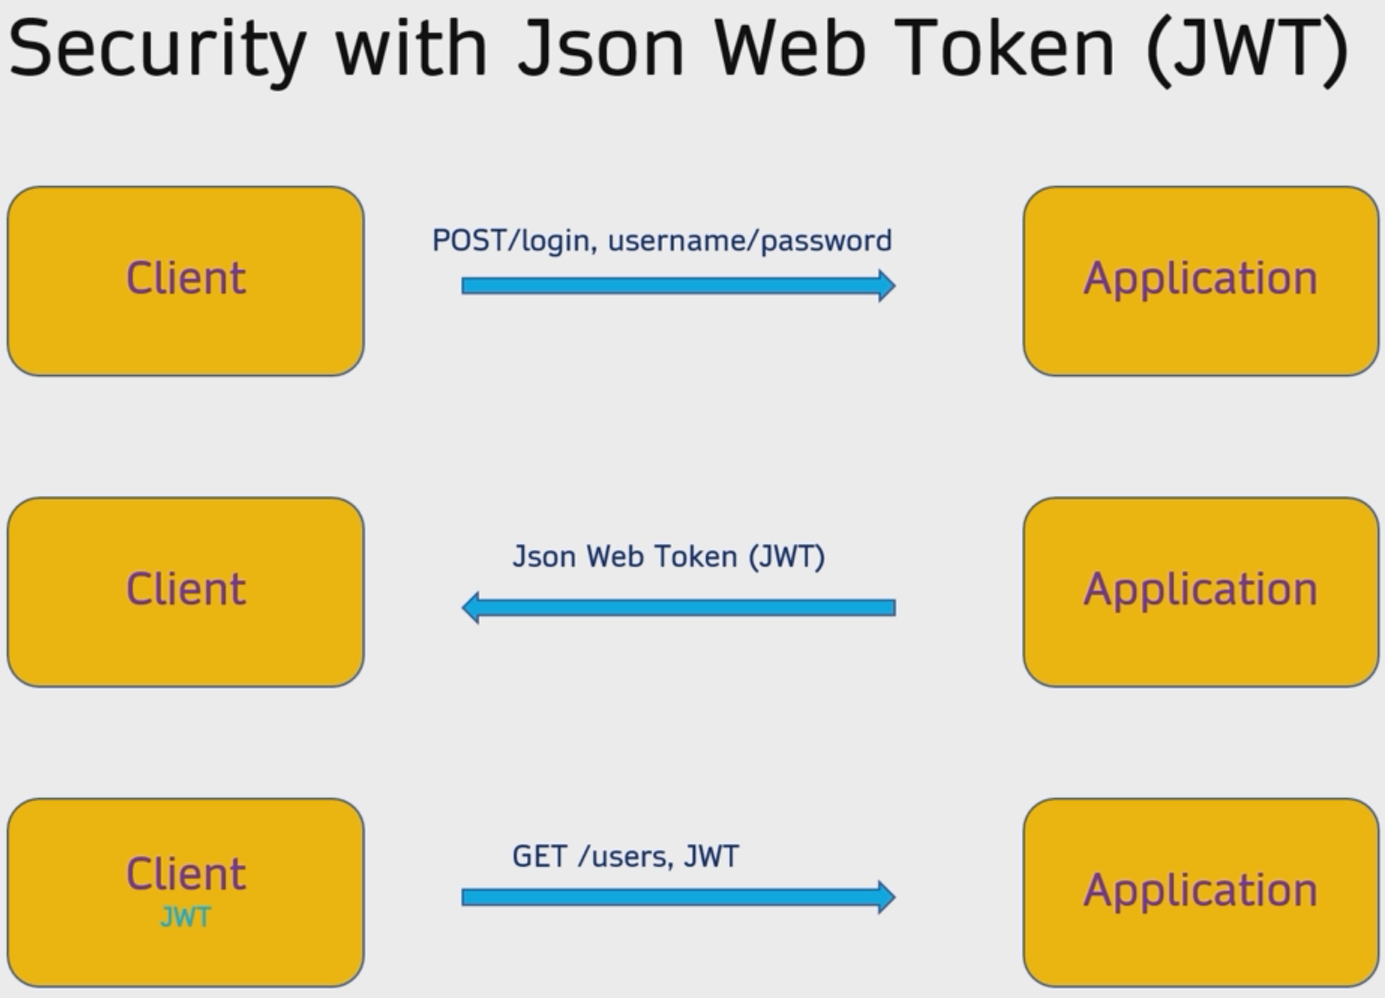 Security with Json Web Token (JWT)
Client
POST/login, username/password
Application
Client
Json Web Token (JWT)
Application
Client
JWT
GET /users, JWT
Application